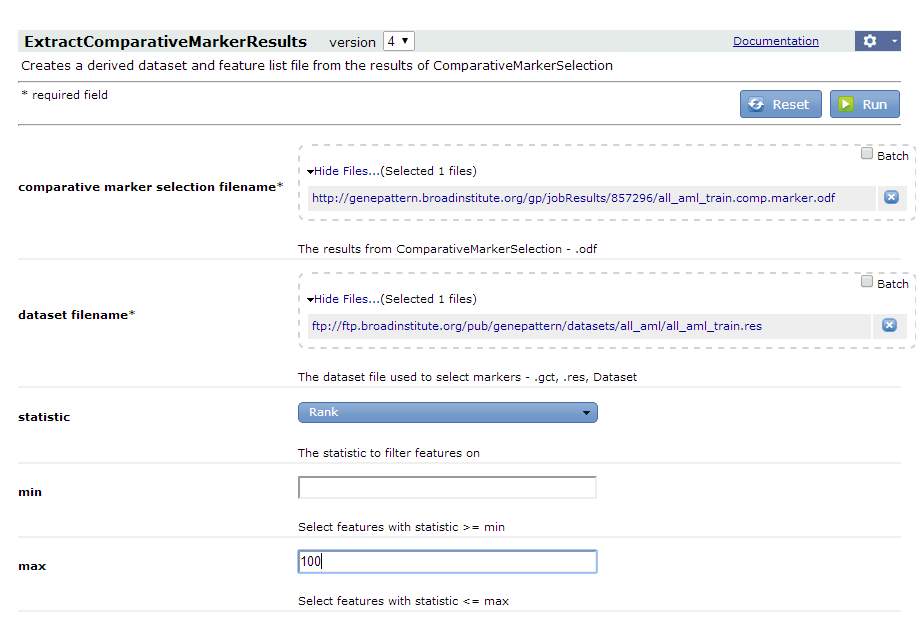 ExtractComparativeMarkerResults version 4 Documentation
Creates a derived dataset and feature list file from the results of ComparativeMarkerSelection
* required field
Reset Run
Batch
Hide Files...(Selected 1 files)
comparative marker selection filename*
http://genepattern.broadinstitute.org/gp/jobResults/857296/all_aml_train.comp.marker.odf
The results from ComparativeMarkerSelection - .odf
Batch
Hide Files...(Selected 1 files)
dataset filename*
ftp://ftp.broadinstitute.org/pub/genepattern/datasets/all_aml/all_aml_train.res
The dataset file used to select markers - .gct, .res, Dataset
statistic Rank
The statistic to filter features on
min
Select features with statistic >= min
max 100
Select features with statistic <= max